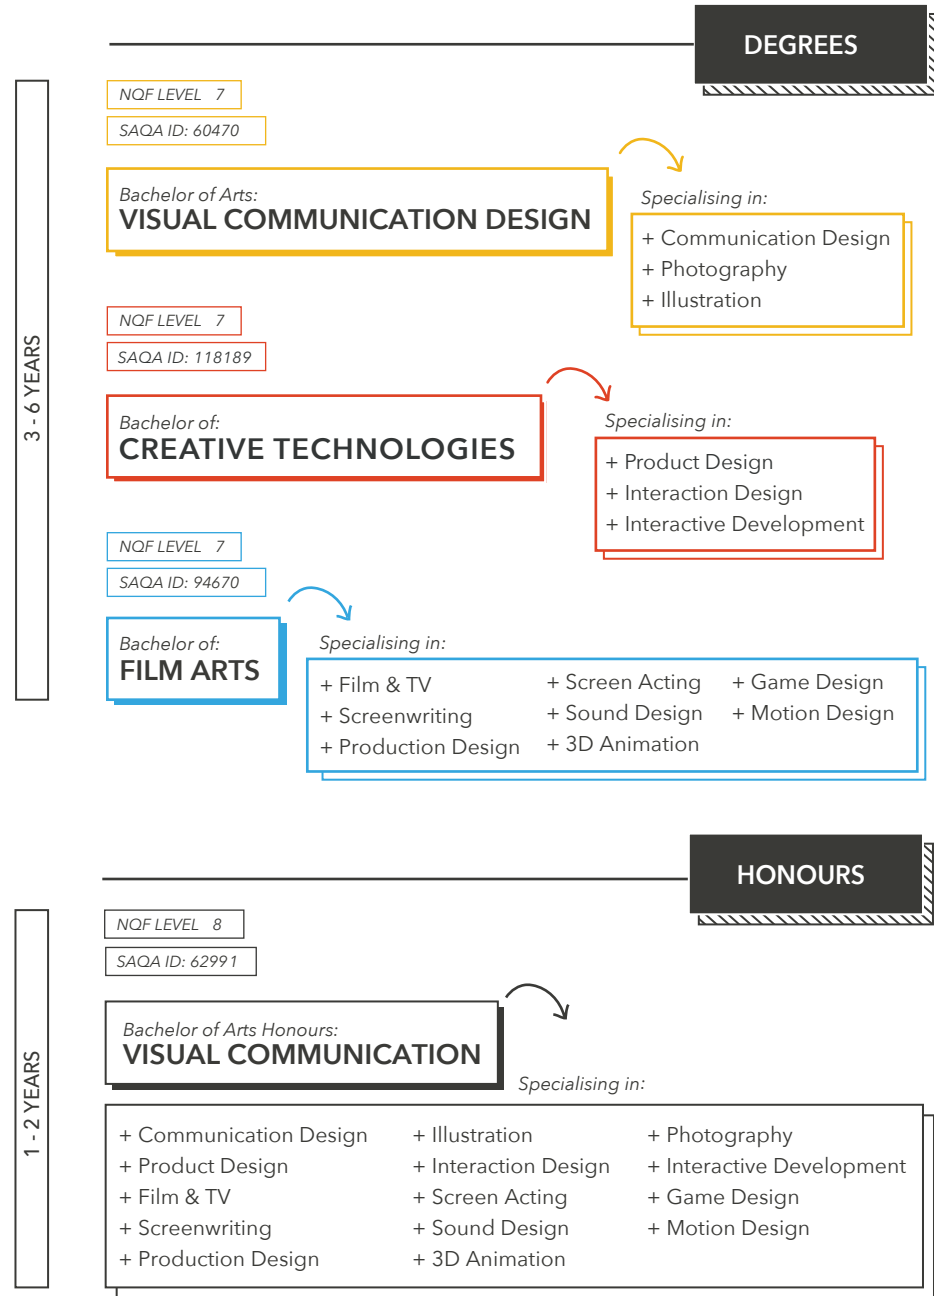 DEGREES
3 - 6 YEARS
NQF LEVEL 7
SAQA ID: 60470
Bachelor of Arts:
VISUAL COMMUNICATION DESIGN
Specialising in:
+ Communication Design
+ Photography
+ Illustration
NQF LEVEL 7
SAQA ID: 118189
Bachelor of:
CREATIVE TECHNOLOGIES
Specialising in:
+ Product Design
+ Interaction Design
+ Interactive Development
NQF LEVEL 7
SAQA ID: 94670
Bachelor of:
FILM ARTS
Specialising in:
+ Film & TV
+ Screenwriting
+ Production Design
+ Screen Acting
+ Sound Design
+ 3D Animation
+ Game Design
+ Motion Design
HONOURS
1 - 2 YEARS
NQF LEVEL 8
SAQA ID: 62991
Bachelor of Arts Honours:
VISUAL COMMUNICATION
Specialising in:
+ Communication Design
+ Product Design
+ Film & TV
+ Screenwriting
+ Production Design
+ Illustration
+ Interaction Design
+ Screen Acting
+ Sound Design
+ 3D Animation
+ Photography
+ Interactive Development
+ Game Design
+ Motion Design